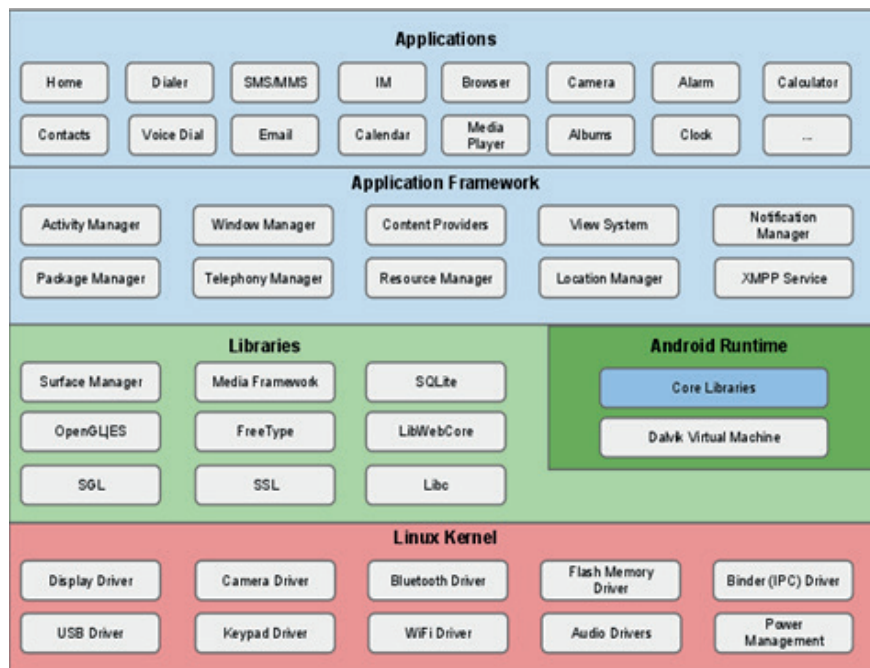 Applications
Home Dialer SMS/MMS IM Browser Camera Alarm Calculator
Contacts Voice Dial Email Calendar Media Player Albums Clock ...
Application Framework
Activity Manager Window Manager Content Providers View System Notification Manager
Package Manager Telephony Manager Resource Manager Location Manager XMPP Service
Libraries
Surface Manager Media Framework SQLite
OpenGL|ES FreeType LibWebCore
SGL SSL Libc
Android Runtime
Core Libraries
Dalvik Virtual Machine
Linux Kernel
Display Driver Camera Driver Bluetooth Driver Flash Memory Driver Binder (IPC) Driver
USB Driver Keypad Driver WiFi Driver Audio Drivers Power Management